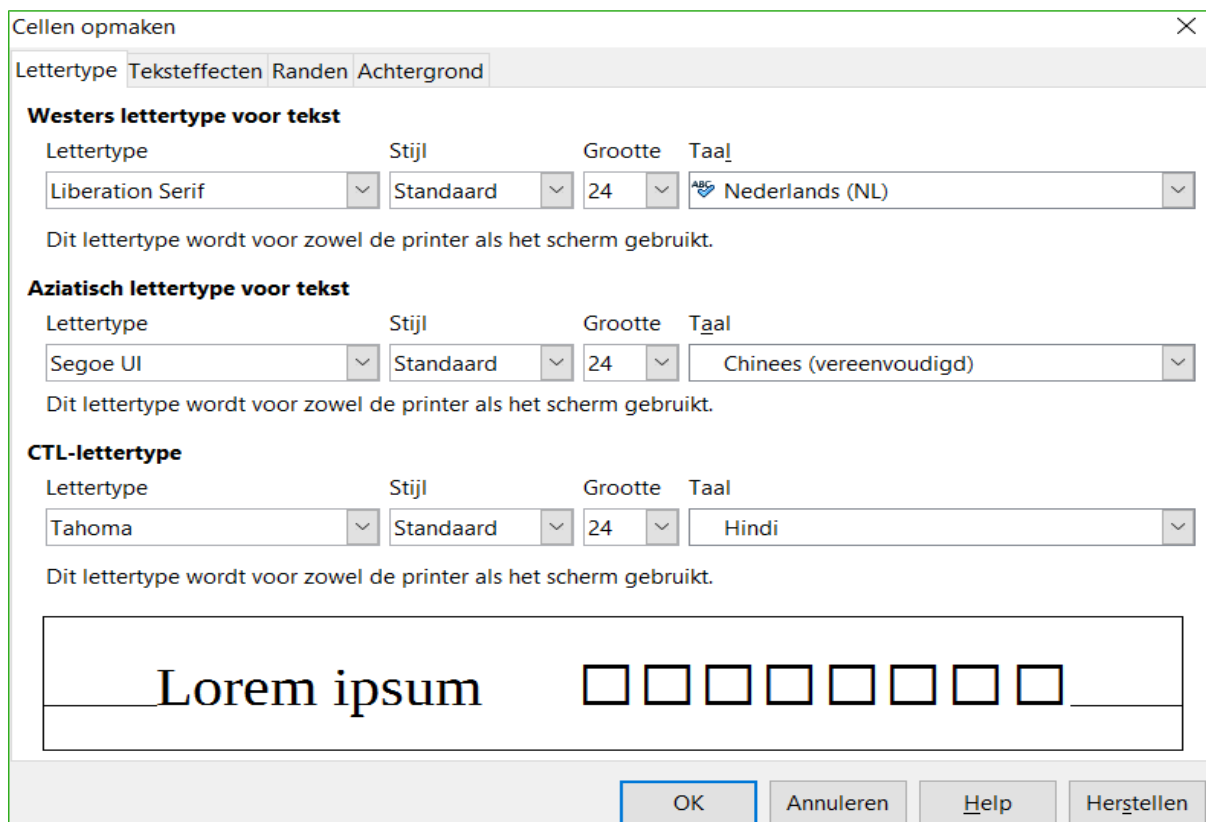 Cellen opmaken
Lettertype Teksteffecten Randen Achtergrond
Westers lettertype voor tekst
Lettertype Stijl Grootte Taal
Liberation Serif Standaard 24 ABC Nederlands (NL)
Dit lettertype wordt voor zowel de printer als het scherm gebruikt.
Aziatisch lettertype voor tekst
Lettertype Stijl Grootte Taal
Segoe UI Standaard 24 Chinees (vereenvoudigd)
Dit lettertype wordt voor zowel de printer als het scherm gebruikt.
CTL-lettertype
Lettertype Stijl Grootte Taal
Tahoma Standaard 24 Hindi
Dit lettertype wordt voor zowel de printer als het scherm gebruikt.
Lorem ipsum
OK Annuleren Help Herstellen